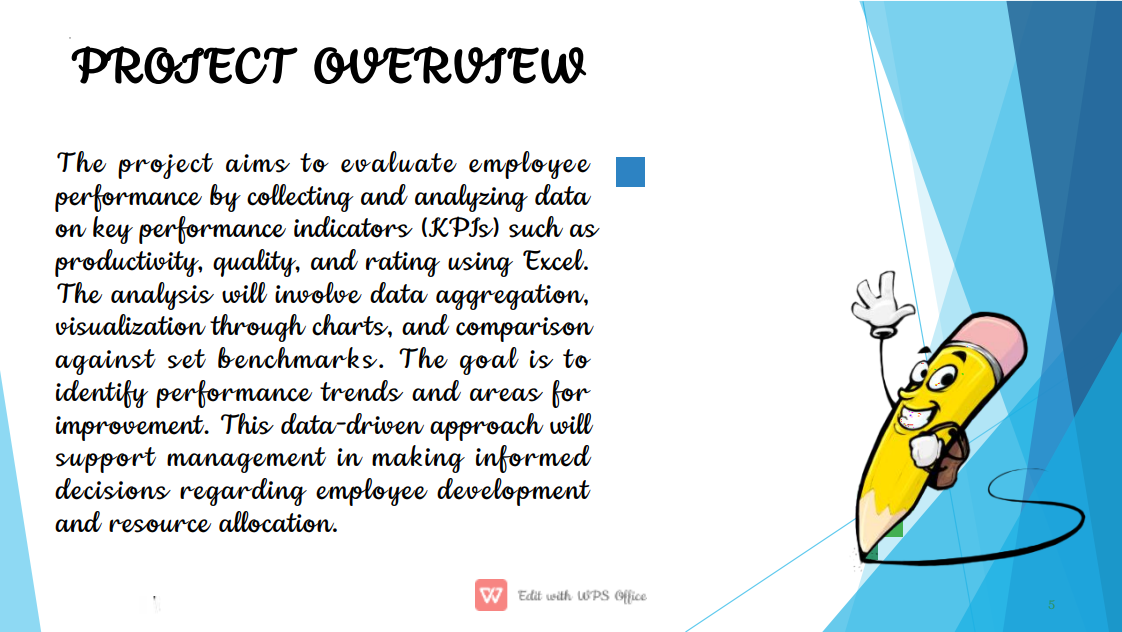 PROJECT OVERVIEW
The project aims to evaluate employee
performance by collecting and analyzing data
on key performance indicators (KPIs) such as
productivity, quality, and rating using Excel.
The analysis will involve data aggregation,
visualization through charts, and comparison
against set benchmarks. The goal is to
identify performance trends and areas for
improvement. This data-driven approach will
support management in making informed
decisions regarding employee development
and resource allocation.
Edit with WPS Office
5